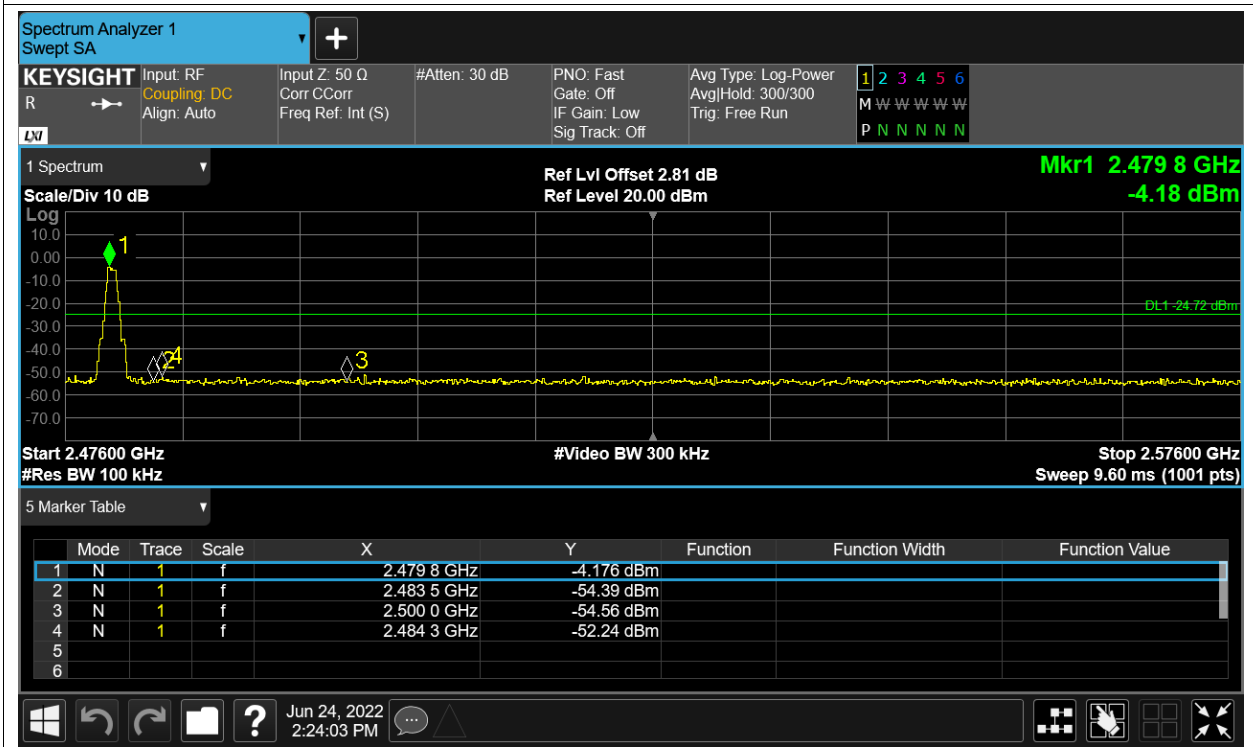 Spectrum Analyzer 1
Swept SA
KEYSIGHT Input: RF Input Z: 50 Ω #Atten: 30 dB PNO: Fast Avg Type: Log-Power 1 2 3 4 5 6
R Coupling: DC Corr CCorr Gate: Off Avg|Hold: 300/300 M W W W W W
Align: Auto Freq Ref: Int (S) IF Gain: Low Trig: Free Run
LXI Sig Track: Off P N N N N N
1 Spectrum Ref Lvl Offset 2.81 dB Mkr1 2.479 8 GHz
Scale/Div 10 dB Ref Level 20.00 dBm -4.18 dBm
Log
10.0
1
0.00
-10.0
-20.0
DL1 -24.72 dBm
-30.0
-40.0
2 4 3
-50.0
-60.0
-70.0
Start 2.47600 GHz #Video BW 300 kHz Stop 2.57600 GHz
#Res BW 100 kHz Sweep 9.60 ms (1001 pts)
5 Marker Table
Mode Trace Scale X Y Function Function Width Function Value
1 N 1 f 2.479 8 GHz -4.176 dBm
2 N 1 f 2.483 5 GHz -54.39 dBm
3 N 1 f 2.500 0 GHz -54.56 dBm
4 N 1 f 2.484 3 GHz -52.24 dBm
5
6
? Jun 24, 2022
2:24:03 PM